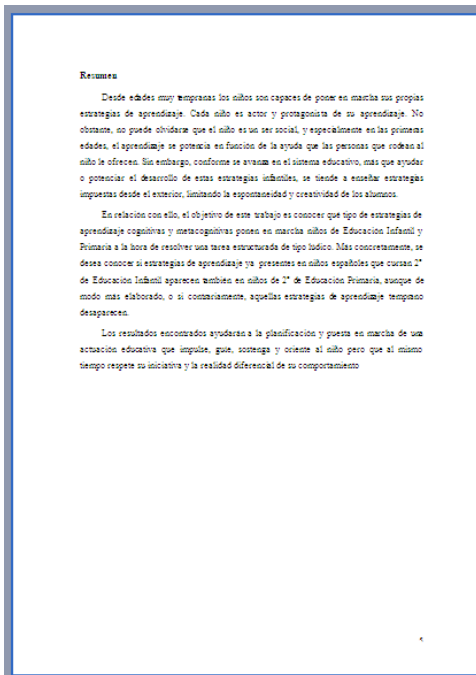 Resumen
Desde edades muy tempranas los niños son capaces de poner en marcha sus propias
estrategias de aprendizaje. Cada niño es actor y protagonista de su aprendizaje. No
obstante, no puede olvidarse que el niño es un ser social, y especialmente en las primeras
edades, el aprendizaje se potencia en función de la ayuda que las personas que rodean al
niño le ofrecen. Sin embargo, conforme se avanza en el sistema educativo, más que ayudar
o potenciar el desarrollo de estas estrategias infantiles, se tiende a enseñar estrategias
impuestas desde el exterior, limitando la espontaneidad y creatividad de los alumnos.
En relación con ello, el objetivo de este trabajo es conocer qué tipo de estrategias de
aprendizaje cognitivas y metacognitivas ponen en marcha niños de Educación Infantil y
Primaria a la hora de resolver una tarea estructurada de tipo lúdico. Mas concretamente, se
desea conocer si estrategias de aprendizaje ya presentes en niños españoles que cursan 2º
de Educación Infantil aparecen también en niños de 2º de Educación Primaria, aunque de
modo más elaborado, o si contrariamente, aquellas estrategias de aprendizaje temprano
desaparecen.
Los resultados encontrados ayudarán a la planificación y puesta en marcha de una
actuación educativa que impulse, guíe, sostenga y oriente al niño pero que al mismo
tiempo respete su iniciativa y la realidad diferencial de su comportamiento